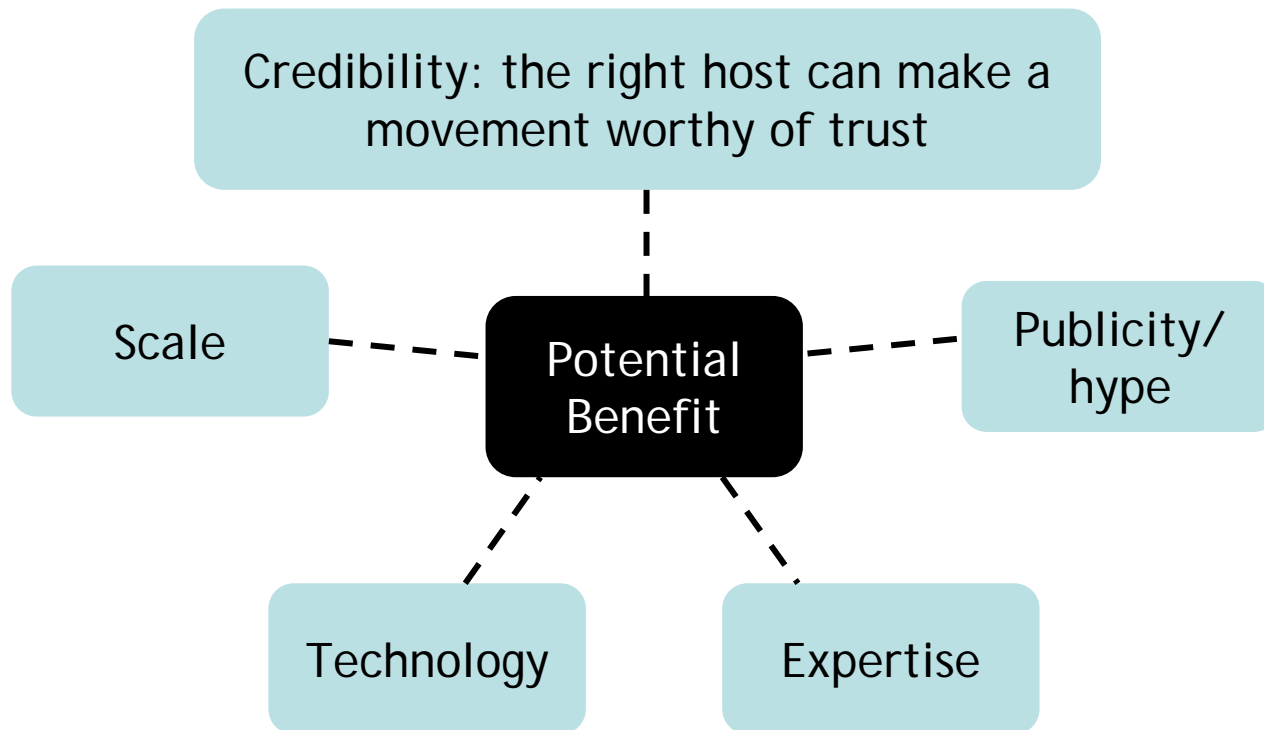 Credibility: the right host can make a
movement worthy of trust
Scale
Potential
Benefit
Publicity/
hype
Technology
Expertise